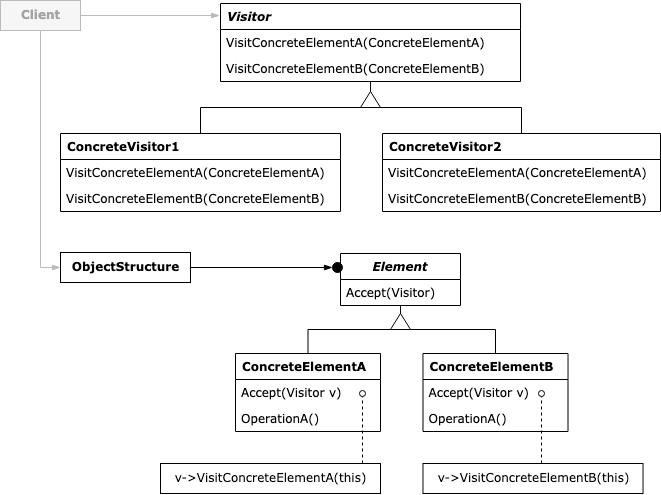 Client
Visitor
VisitConcreteElementA(ConcreteElementA)
VisitConcreteElementB(ConcreteElementB)
ConcreteVisitor1
VisitConcreteElementA(ConcreteElementA)
VisitConcreteElementB(ConcreteElementB)
ConcreteVisitor2
VisitConcreteElementA(ConcreteElementA)
VisitConcreteElementB(ConcreteElementB)
ObjectStructure
Element
Accept(Visitor)
ConcreteElementA
Accept(Visitor v)
OperationA()
ConcreteElementB
Accept(Visitor v)
OperationA()
v->VisitConcreteElementA(this)
v->VisitConcreteElementB(this)